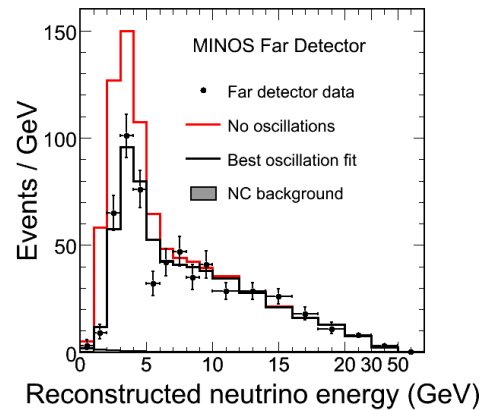 MINOS Far Detector
Far detector data
No oscillations
Best oscillation fit
NC background
Events / GeV
150
100
50
0
0 5 10 15 20 30 50
Reconstructed neutrino energy (GeV)